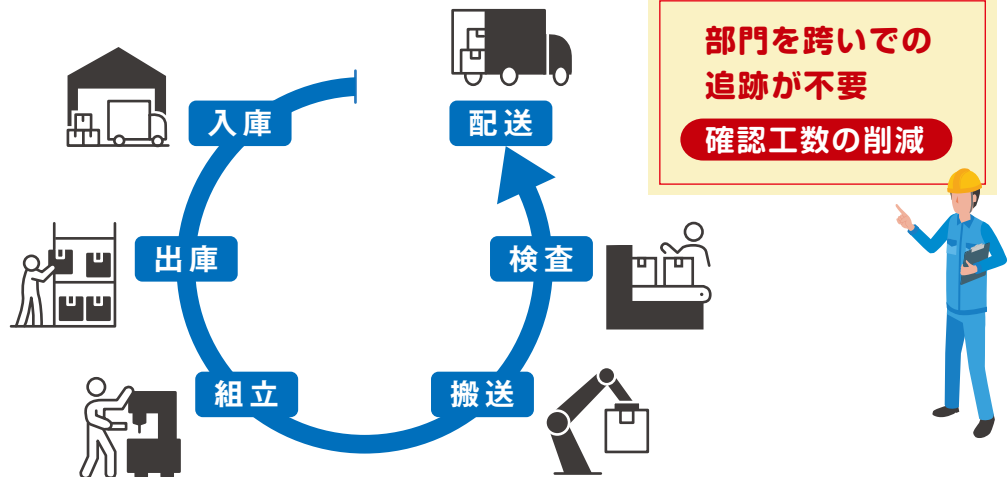 部門を跨いでの
追跡が不要
確認工数の削減
入庫
出庫
組立
搬送
検査
配送